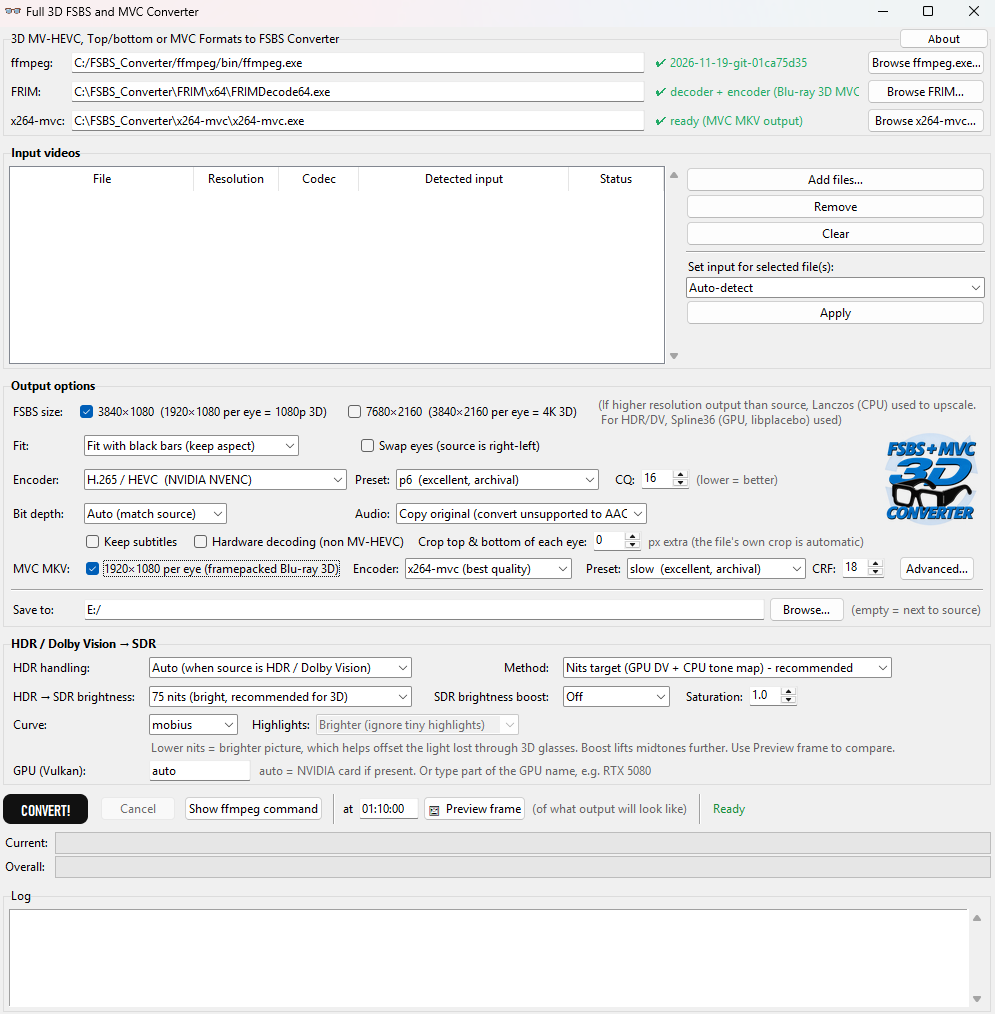 Full 3D FSBS and MVC Converter
3D MV-HEVC, Top/bottom or MVC Formats to FSBS Converter
About
ffmpeg: C:/FSBS_Converter/ffmpeg/bin/ffmpeg.exe ✔ 2026-11-19-git-01ca75d35 Browse ffmpeg.exe...
FRIM: C:\FSBS_Converter\FRIM\x64\FRIMDecode64.exe ✔ decoder + encoder (Blu-ray 3D MVC Browse FRIM...
x264-mvc: C:\FSBS_Converter\x264-mvc\x264-mvc.exe ✔ ready (MVC MKV output) Browse x264-mvc...
Input videos
File Resolution Codec Detected input Status
Add files...
Remove
Clear
Set input for selected file(s):
Auto-detect
Apply
Output options
FSBS size: 3840×1080 (1920×1080 per eye = 1080p 3D) 7680×2160 (3840×2160 per eye = 4K 3D) (If higher resolution output than source, Lanczos (CPU) used to upscale.
For HDR/DV, Spline36 (GPU, libplacebo) used)
Fit: Fit with black bars (keep aspect) Swap eyes (source is right-left)
FSBS+MVC
3D
CONVERTER
Encoder: H.265 / HEVC (NVIDIA NVENC) Preset: p6 (excellent, archival) CQ: 16 (lower = better)
Bit depth: Auto (match source) Audio: Copy original (convert unsupported to AAC
Keep subtitles Hardware decoding (non MV-HEVC) Crop top & bottom of each eye: 0 px extra (the file's own crop is automatic)
MVC MKV: 1920×1080 per eye (framepacked Blu-ray 3D) Encoder: x264-mvc (best quality) Preset: slow (excellent, archival) CRF: 18 Advanced...
Save to: E:/ Browse... (empty = next to source)
HDR / Dolby Vision → SDR
HDR handling: Auto (when source is HDR / Dolby Vision) Method: Nits target (GPU DV + CPU tone map) - recommended
HDR → SDR brightness: 75 nits (bright, recommended for 3D) SDR brightness boost: Off Saturation: 1.0
Curve: mobius Highlights: Brighter (ignore tiny highlights)
Lower nits = brighter picture, which helps offset the light lost through 3D glasses. Boost lifts midtones further. Use Preview frame to compare.
GPU (Vulkan): auto auto = NVIDIA card if present. Or type part of the GPU name, e.g. RTX 5080
CONVERT! Cancel Show ffmpeg command at 01:10:00 Preview frame (of what output will look like) Ready
Current:
Overall:
Log